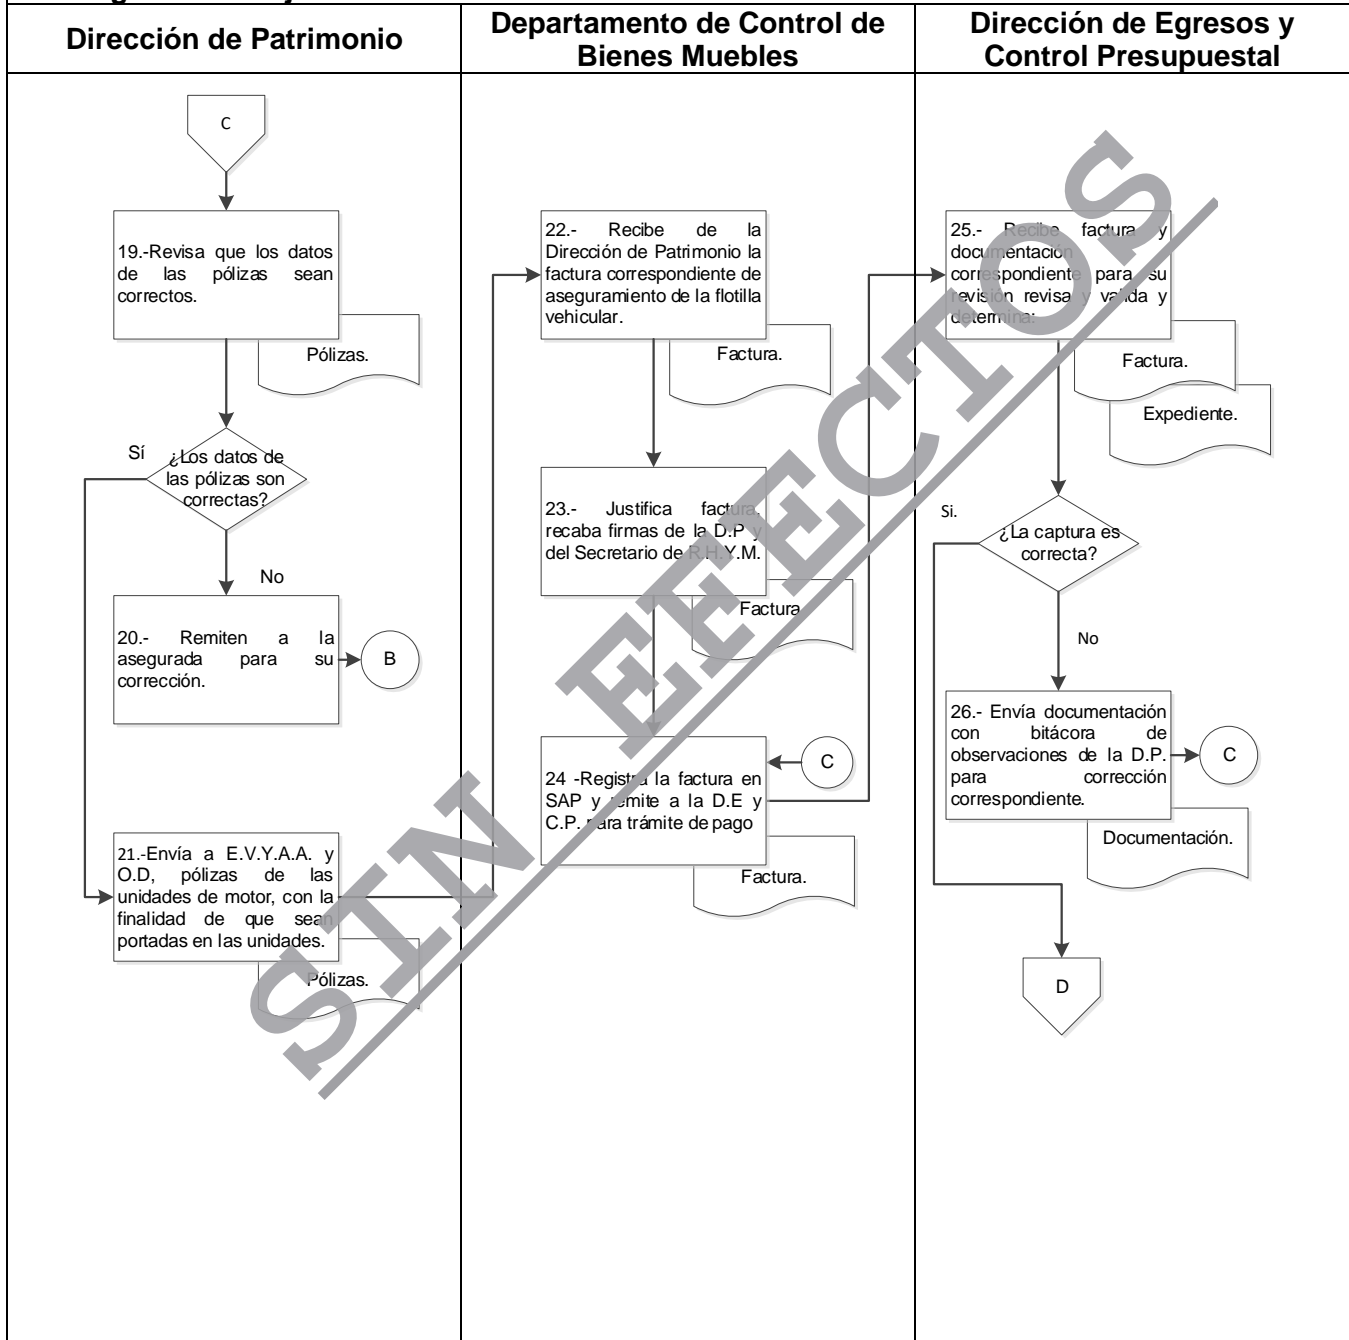 Dirección de Patrimonio
Departamento de Control de
Bienes Muebles
Dirección de Egresos y
Control Presupuestal
C
19.-Revisa que los datos
de las pólizas sean
correctos.
Pólizas.
Sí
¿Los datos de
las pólizas son
correctas?
No
20.- Remiten a la
asegurada para su
corrección.
B
21.-Envía a E.V.Y.A.A. y
O.D, pólizas de las
unidades de motor, con la
finalidad de que sean
portadas en las unidades.
Pólizas.
22.- Recibe de la
Dirección de Patrimonio la
factura correspondiente de
aseguramiento de la flotilla
vehicular.
Factura.
23.- Justifica factura,
recaba firmas de la D.P y
del Secretario de R.H.Y.M.
Factura
24 -Registra la factura en
SAP y remite a la D.E y
C.P. para trámite de pago
C
Factura.
25.- Recibe factura y
documentación
correspondiente para su
revisión revisa y valida y
determina:
Factura.
Expediente.
Si.
¿La captura es
correcta?
No
26.- Envía documentación
con bitácora de
observaciones de la D.P.
para corrección
correspondiente.
C
Documentación.
D
SIN EFECTOS